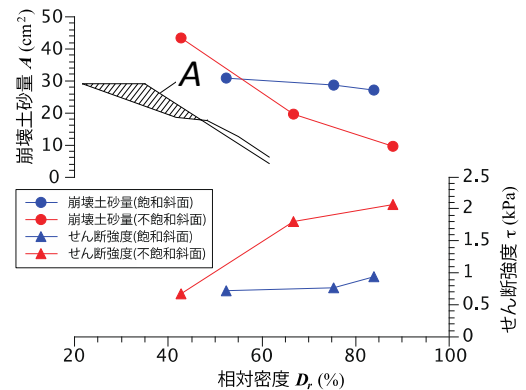 崩壊土砂量 A (cm²)
50
40
30
20
10
0
A
崩壊土砂量(飽和斜面)
崩壊土砂量(不飽和斜面)
せん断強度(飽和斜面)
せん断強度(不飽和斜面)
2.5
2
1.5
1
0.5
0
せん断強度 τ (kPa)
20
40
60
80
100
相対密度 Dr (%)